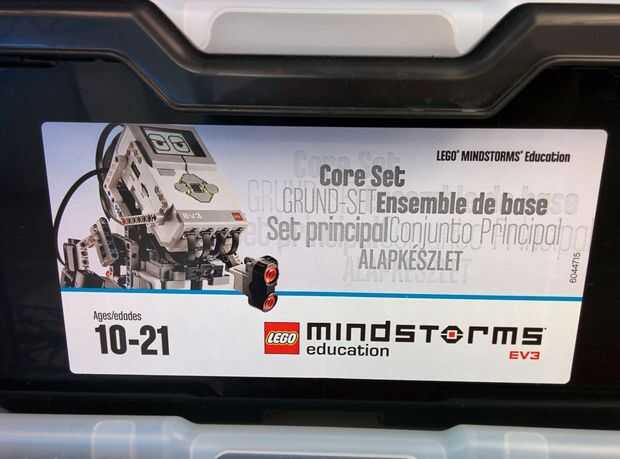 LEGO® MINDSTORMS® Education
Core Set
GRUND-SET Ensemble de base
Set principal Conjunto Principal
ALAPKÉSZLET
6044715
EV3
Ages/edades
10-21
LEGO mindstorms
education
EV3